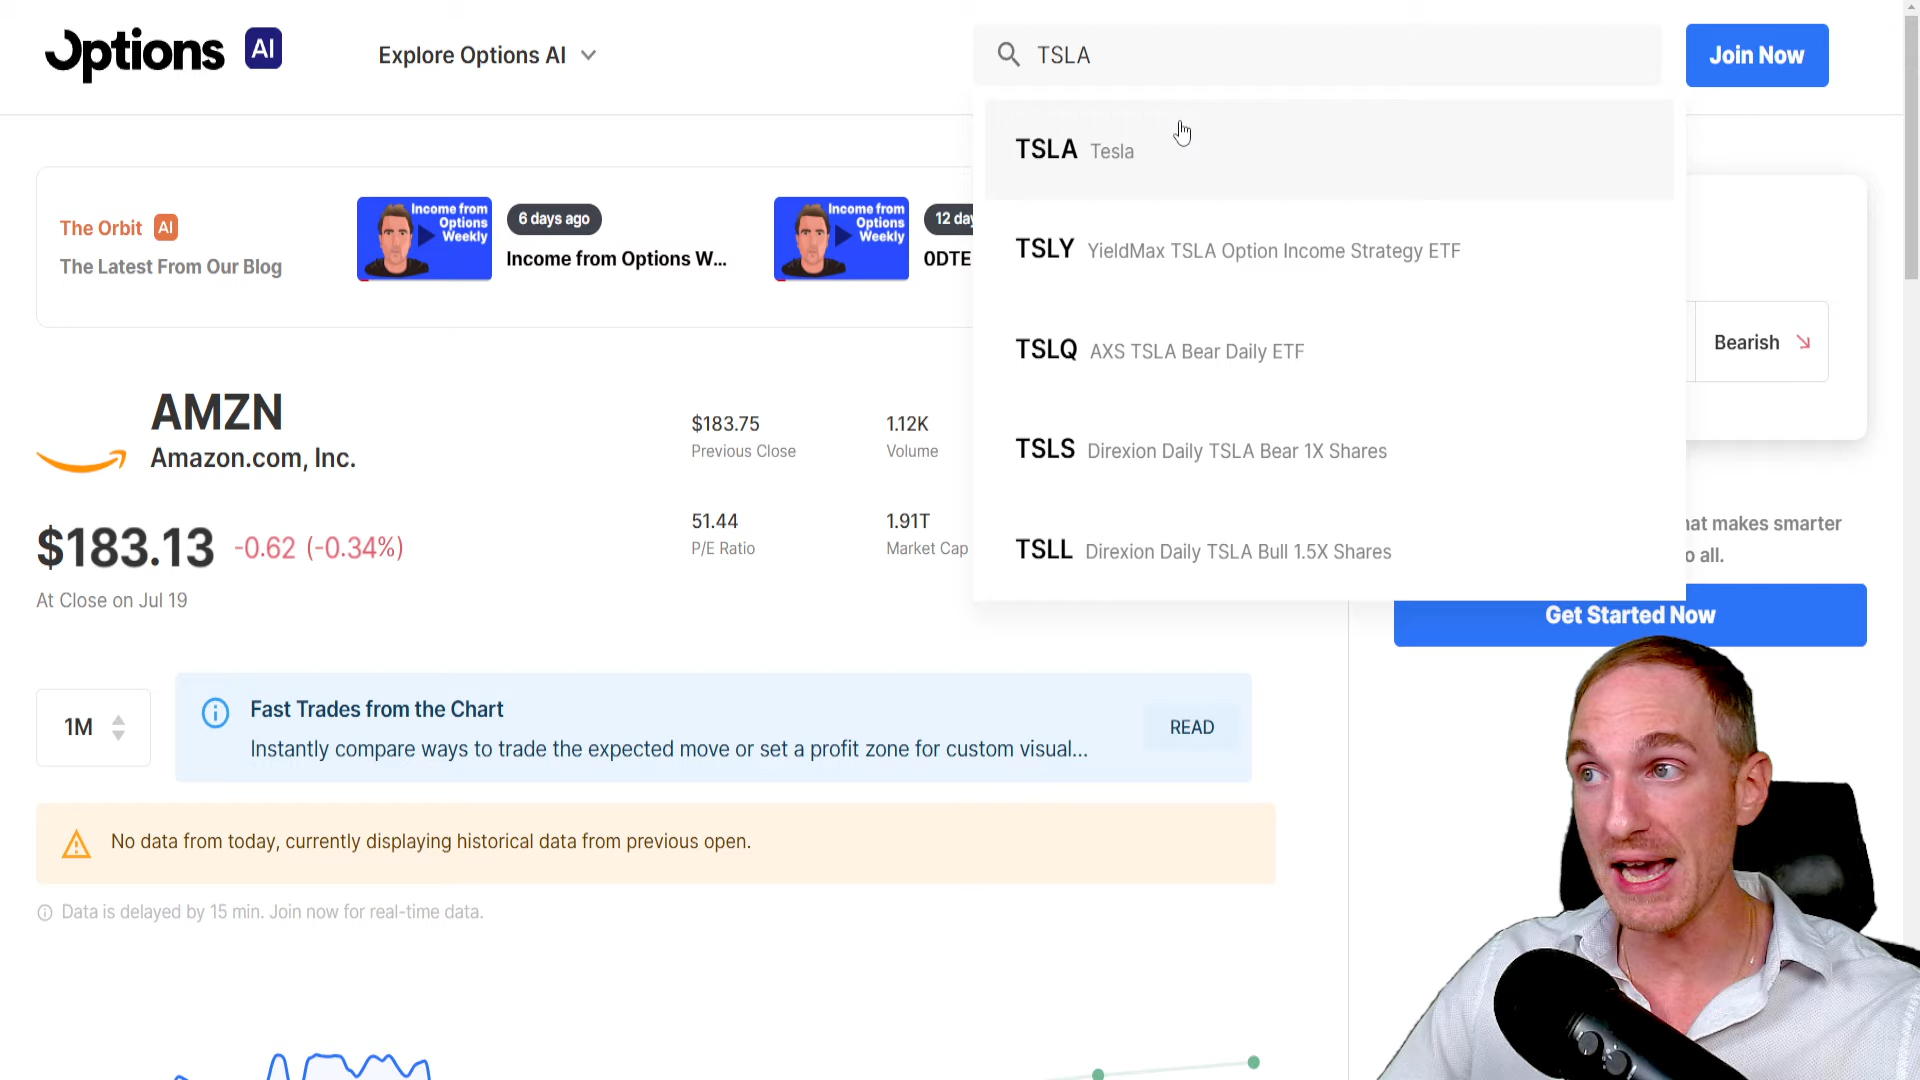 Options AI
Explore Options AI
TSLA
Join Now
TSLA Tesla
TSLY YieldMax TSLA Option Income Strategy ETF
TSLQ AXS TSLA Bear Daily ETF
TSLS Direxion Daily TSLA Bear 1X Shares
TSLL Direxion Daily TSLA Bull 1.5X Shares
The Orbit AI
The Latest From Our Blog
Income from
Options
Weekly
6 days ago
Income from Options W...
Income from
Options
Weekly
12 day
0DTE
Bearish
AMZN
Amazon.com, Inc.
$183.75
Previous Close
1.12K
Volume
51.44
P/E Ratio
1.91T
Market Cap
$183.13 -0.62 (-0.34%)
At Close on Jul 19
hat makes smarter
o all.
Get Started Now
1M
Fast Trades from the Chart
Instantly compare ways to trade the expected move or set a profit zone for custom visual...
READ
No data from today, currently displaying historical data from previous open.
Data is delayed by 15 min. Join now for real-time data.